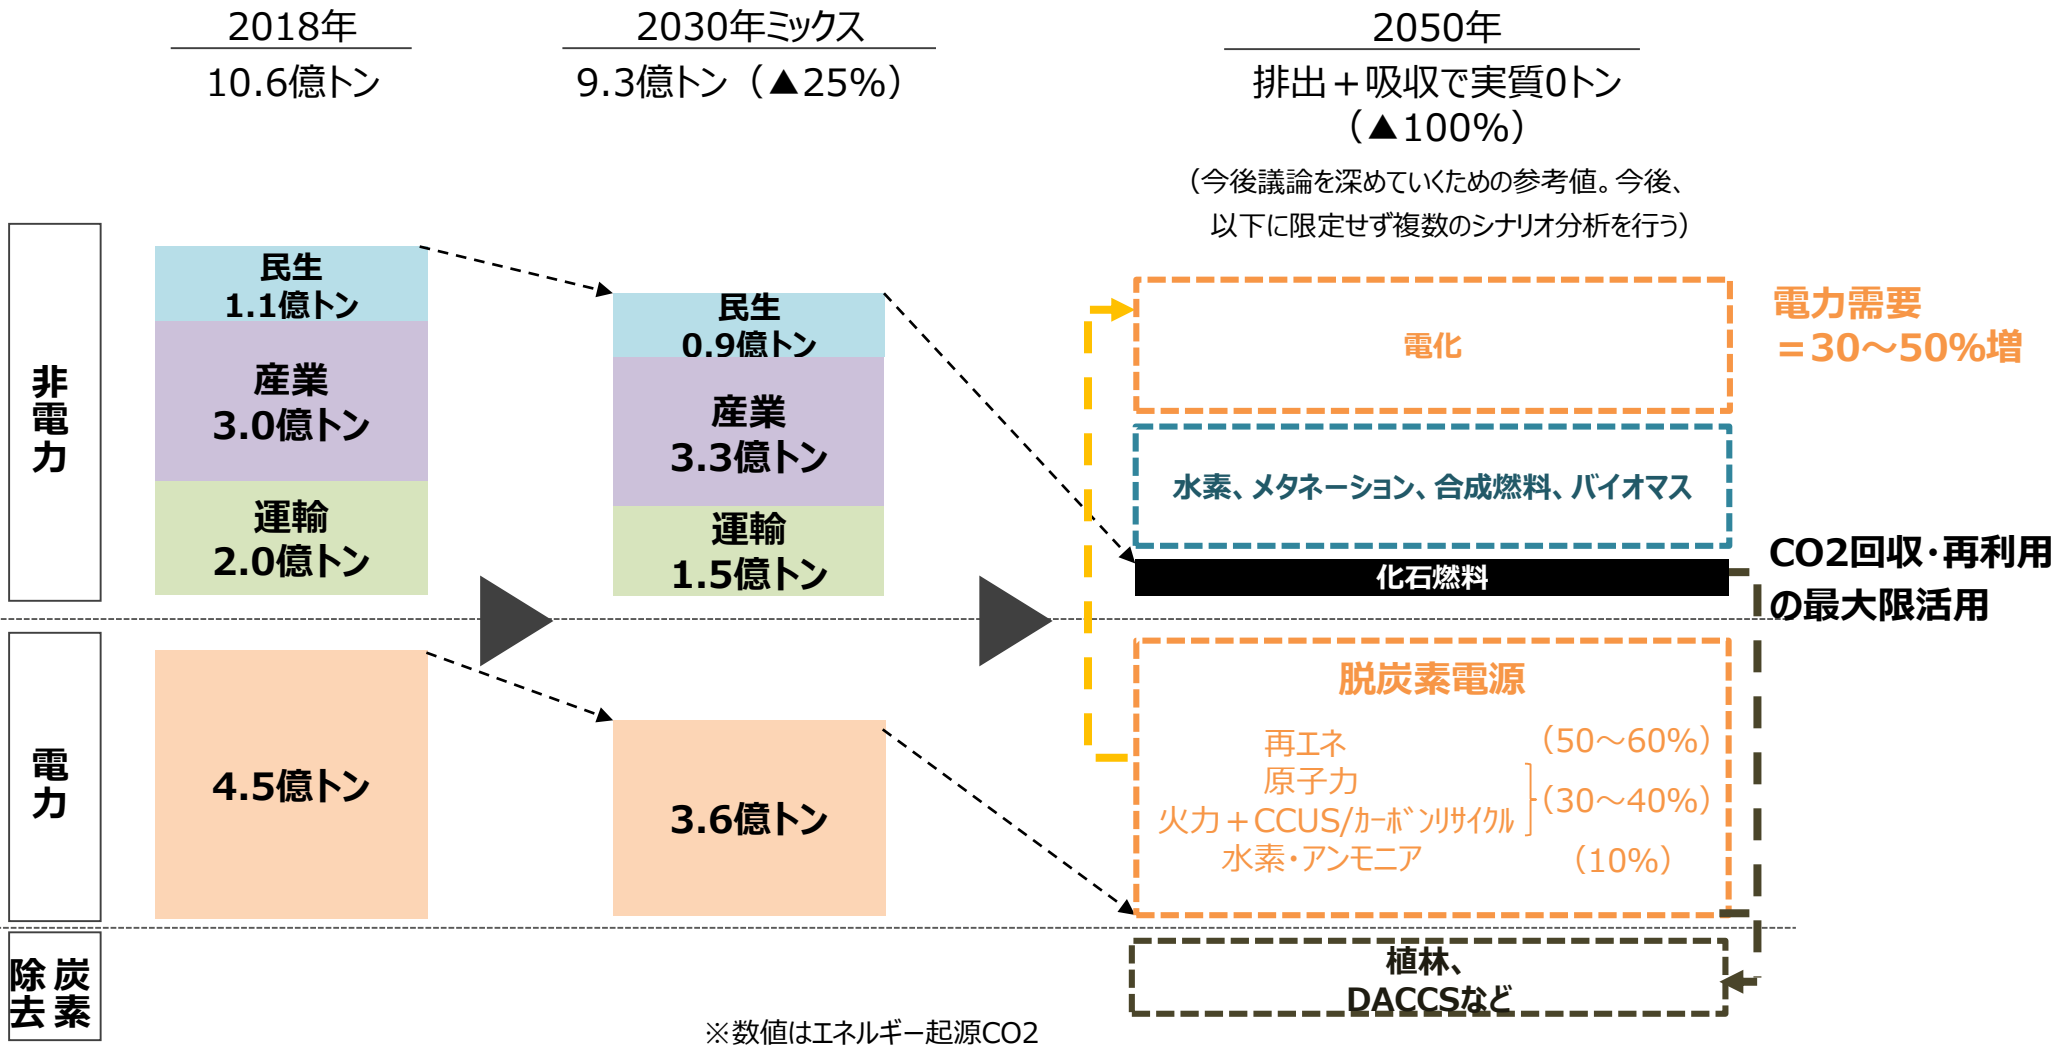 2018年
10.6億トン
2030年ミックス
9.3億トン（▲25%）
2050年
排出＋吸収で実質0トン
（▲100%）
（今後議論を深めていくための参考値。今後、
以下に限定せず複数のシナリオ分析を行う）
非電力
民生
1.1億トン
産業
3.0億トン
運輸
2.0億トン
民生
0.9億トン
産業
3.3億トン
運輸
1.5億トン
電化
水素、メタネーション、合成燃料、バイオマス
化石燃料
電力需要
＝30～50%増
CO2回収・再利用
の最大限活用
電力
4.5億トン
3.6億トン
脱炭素電源
再エネ （50～60%）
原子力
火力＋CCUS/ｶｰﾎﾞﾝﾘｻｲｸﾙ （30～40%）
水素・アンモニア （10%）
炭素除去
植林、
DACCSなど
※数値はエネルギー起源CO2